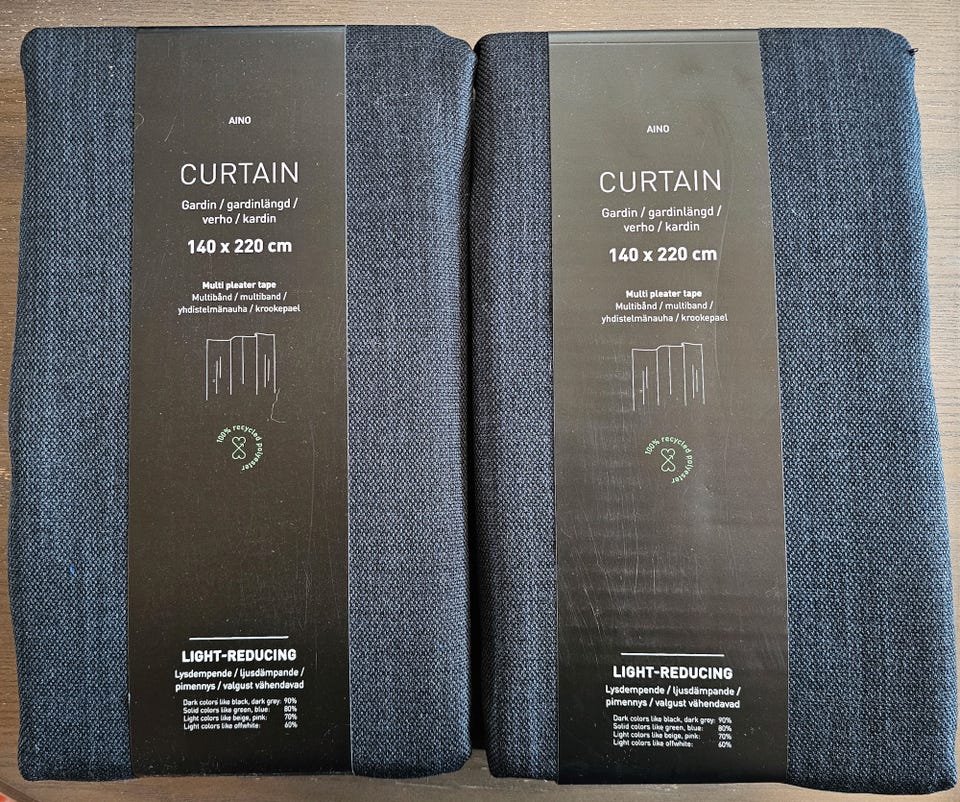 AINO
CURTAIN
Gardin / gardinlängd /
verho / kardin
140 x 220 cm
Multi pleater tape
Multibånd / multiband /
yhdistelmänauha / krookepael
100% recycled polyester
LIGHT-REDUCING
Lysdempende / ljusdämpande /
pimennys / valgust vähendavad
Dark colors like black, dark grey: 90%
Solid colors like green, blue: 80%
Light colors like beige, pink: 70%
Light colors like offwhite: 60%
AINO
CURTAIN
Gardin / gardinlängd /
verho / kardin
140 x 220 cm
Multi pleater tape
Multibånd / multiband /
yhdistelmänauha / krookepael
100% recycled polyester
LIGHT-REDUCING
Lysdempende / ljusdämpande /
pimennys / valgust vähendavad
Dark colors like black, dark grey: 90%
Solid colors like green, blue: 80%
Light colors like beige, pink: 70%
Light colors like offwhite: 60%